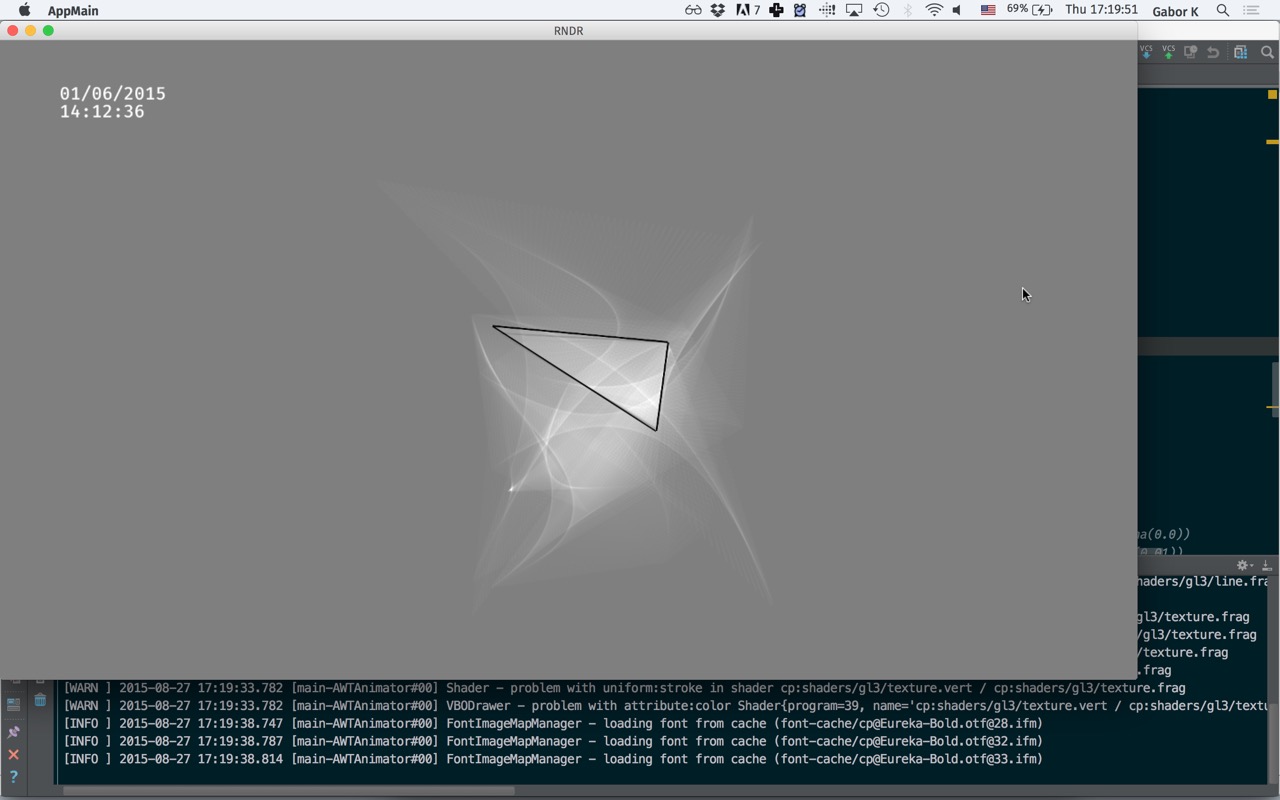 AppMain
7
69%
Thu 17:19:51
Gabor K
RNDR
VCS
VCS
01/06/2015
14:12:36
a(0.0))
haders/gl3/line.fra
gl3/texture.frag
/gl3/texture.frag
/texture.frag
.frag
[WARN ] 2015-08-27 17:19:33.782 [main-AWTAnimator#00] Shader – problem with uniform:stroke in shader cp:shaders/gl3/texture.vert / cp:shaders/gl3/texture.frag
[WARN ] 2015-08-27 17:19:33.782 [main-AWTAnimator#00] VBODrawer – problem with attribute:color Shader{program=39, name='cp:shaders/gl3/texture.vert / cp:shaders/gl3/textu
[INFO ] 2015-08-27 17:19:38.747 [main-AWTAnimator#00] FontImageMapManager – loading font from cache (font-cache/cp@Eureka-Bold.otf@28.ifm)
[INFO ] 2015-08-27 17:19:38.787 [main-AWTAnimator#00] FontImageMapManager – loading font from cache (font-cache/cp@Eureka-Bold.otf@32.ifm)
[INFO ] 2015-08-27 17:19:38.814 [main-AWTAnimator#00] FontImageMapManager – loading font from cache (font-cache/cp@Eureka-Bold.otf@33.ifm)
?